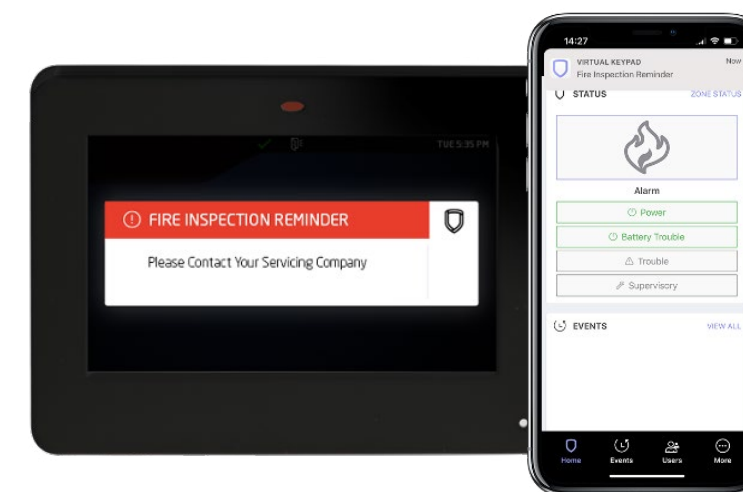 TUE 5:35 PM
FIRE INSPECTION REMINDER
Please Contact Your Servicing Company
14:27
VIRTUAL KEYPAD
Now
Fire Inspection Reminder
STATUS
ZONE STATUS
Alarm
Power
Battery Trouble
Trouble
Supervisory
EVENTS
VIEW ALL
Home
Events
Users
More